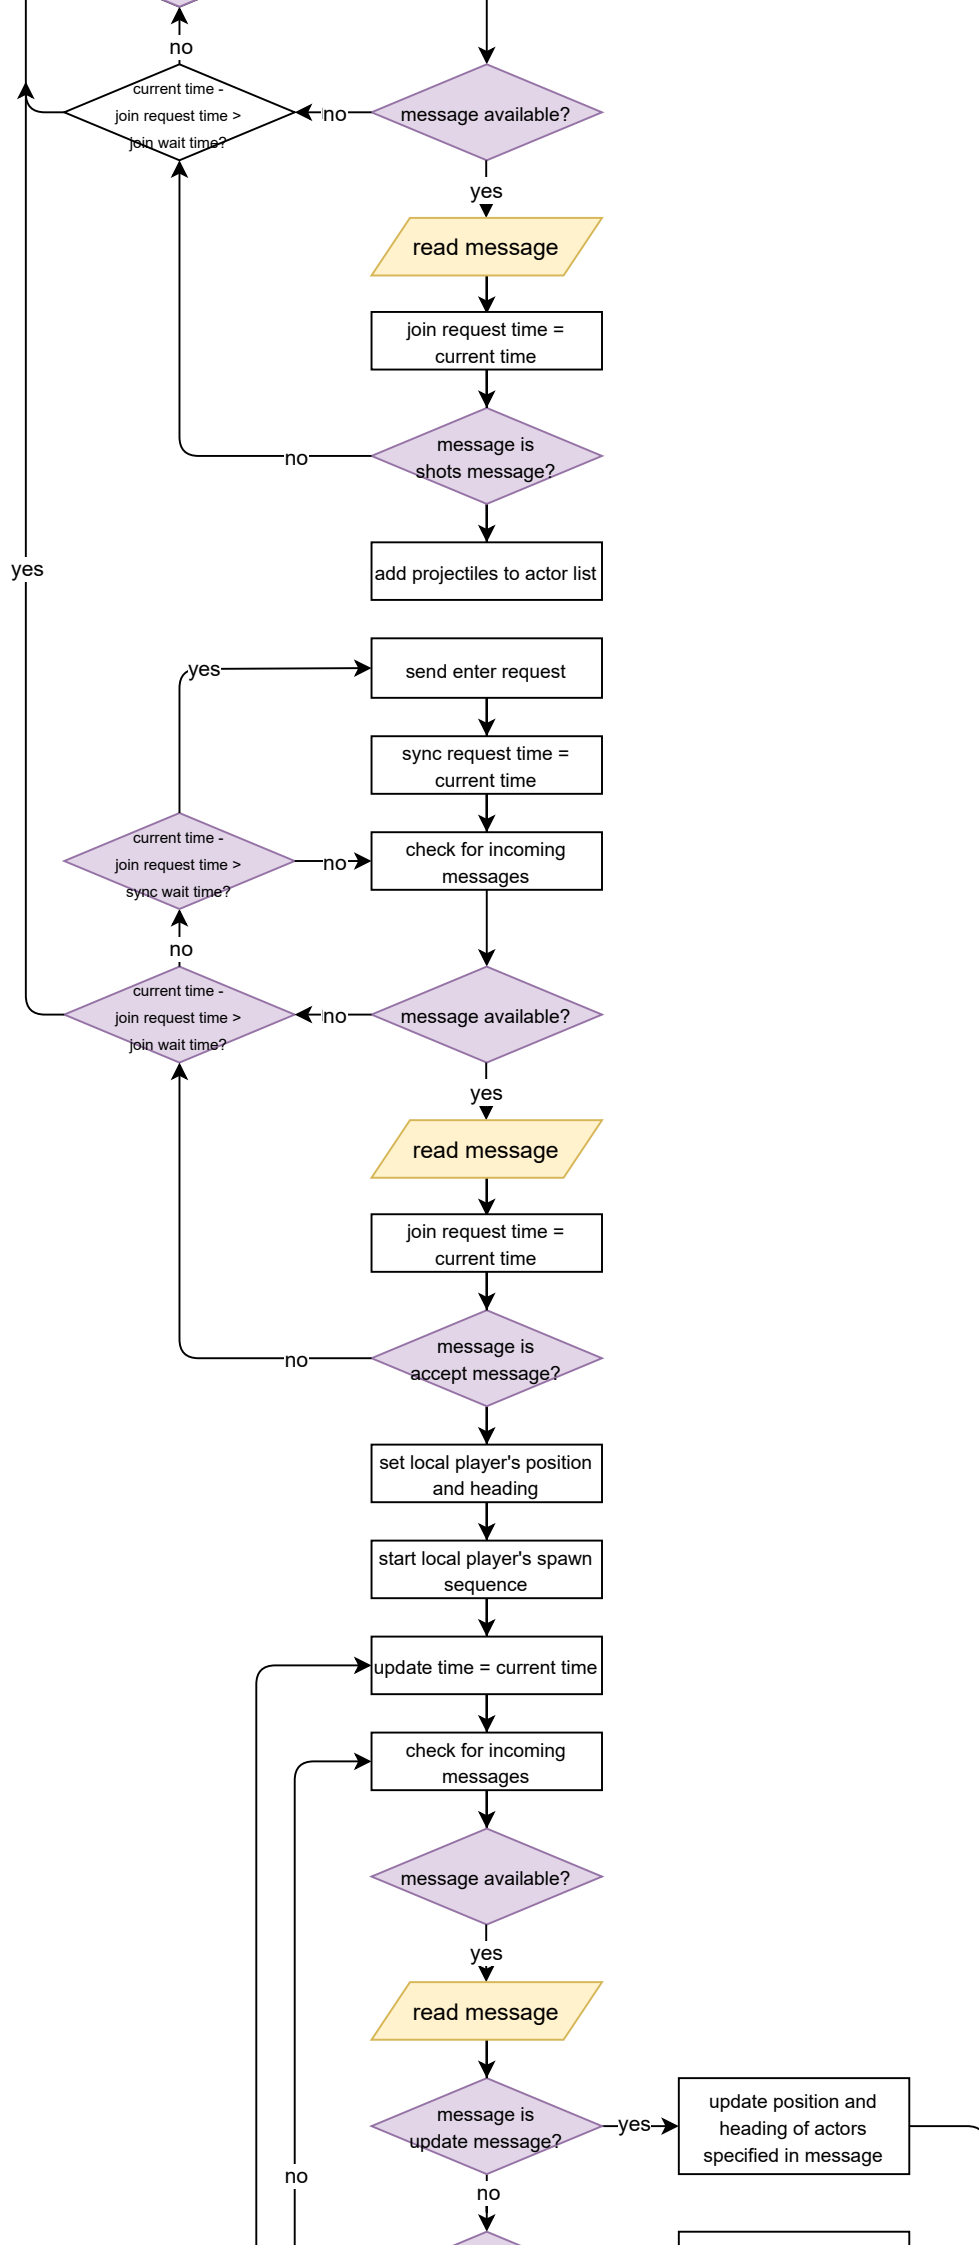 no
current time -
join request time >
join wait time?
no
message available?
yes
read message
join request time =
current time
message is
shots message?
no
add projectiles to actor list
yes
yes
send enter request
sync request time =
current time
current time -
join request time >
sync wait time?
no
check for incoming
messages
no
current time -
join request time >
join wait time?
no
message available?
yes
read message
join request time =
current time
message is
accept message?
no
set local player's position
and heading
start local player's spawn
sequence
update time = current time
check for incoming
messages
message available?
yes
read message
message is
update message?
yes
update position and
heading of actors
specified in message
no
no